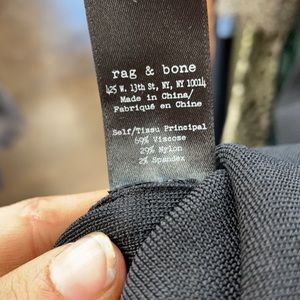 rag & bone
425 W. 13th St, NY, NY 10014
Made in China/
Fabriqué en Chine
Self/Tissu Principal
69% Viscose
29% Nylon
2% Spandex